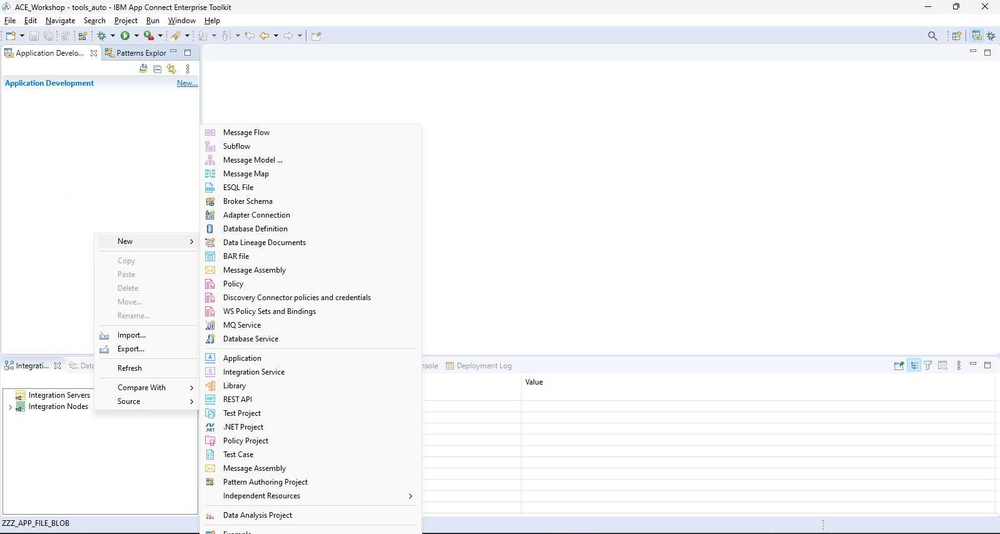 ACE_Workshop - tools_auto - IBM App Connect Enterprise Toolkit
File Edit Navigate Search Project Run Window Help
Application Develo... Patterns Explor
Application Development New...
Message Flow
Subflow
Message Model ...
Message Map
ESQL File
Broker Schema
Adapter Connection
Database Definition
Data Lineage Documents
BAR file
Message Assembly
Policy
Discovery Connector policies and credentials
WS Policy Sets and Bindings
MQ Service
Database Service
Application
Integration Service
Library
REST API
Test Project
.NET Project
Policy Project
Test Case
Message Assembly
Pattern Authoring Project
Independent Resources
Data Analysis Project
New
Copy
Paste
Delete
Move...
Rename...
Import...
Export...
Refresh
Compare With
Source
Integrati... Data nsole Deployment Log
Value
Integration Servers
Integration Nodes
ZZZ_APP_FILE_BLOB